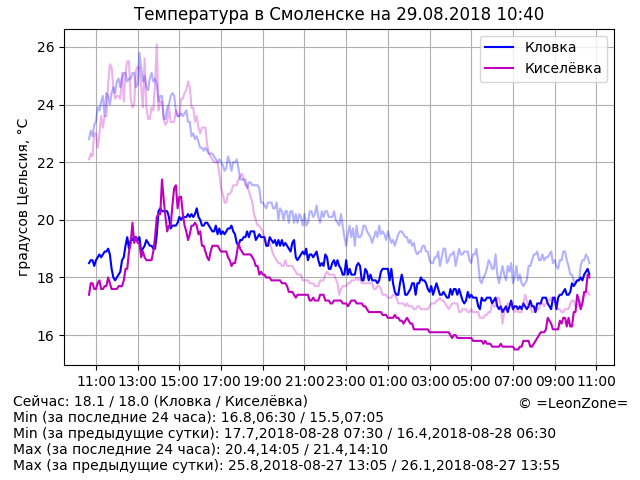 Температура в Смоленске на 29.08.2018 10:40
26
24
22
20
18
16
градусов Цельсия, °C
Кловка
Киселёвка
11:00 13:00 15:00 17:00 19:00 21:00 23:00 01:00 03:00 05:00 07:00 09:00 11:00
Сейчас: 18.1 / 18.0 (Кловка / Киселёвка)
© =LeonZone=
Min (за последние 24 часа): 16.8,06:30 / 15.5,07:05
Min (за предыдущие сутки): 17.7,2018-08-28 07:30 / 16.4,2018-08-28 06:30
Max (за последние 24 часа): 20.4,14:05 / 21.4,14:10
Max (за предыдущие сутки): 25.8,2018-08-27 13:05 / 26.1,2018-08-27 13:55